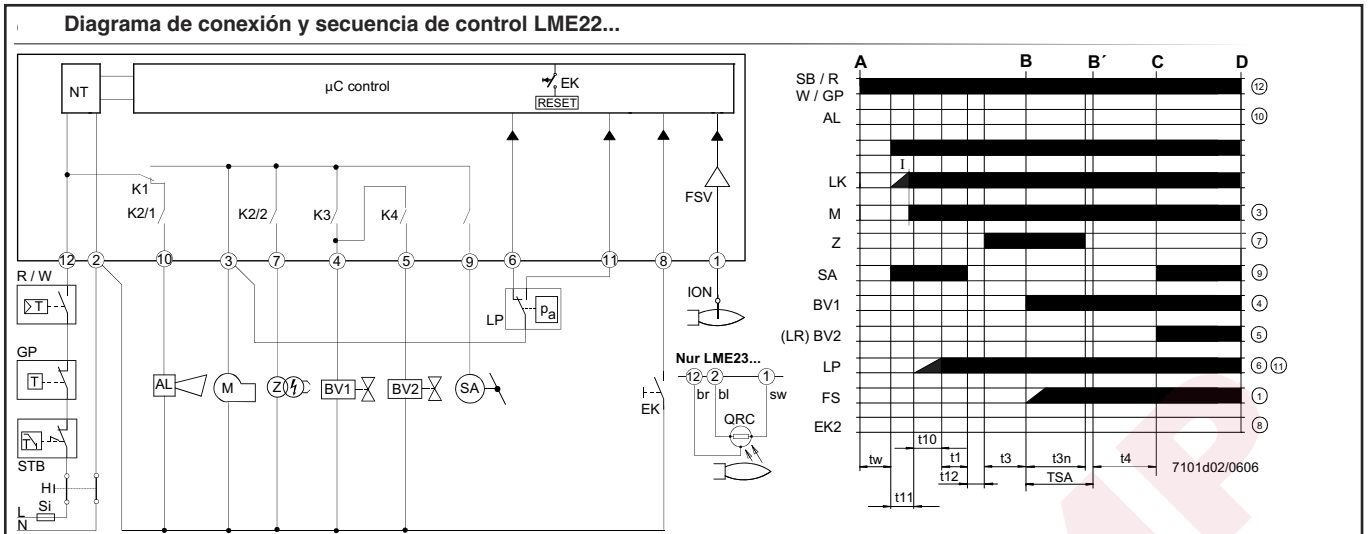 Diagrama de conexión y secuencia de control LME22...
NT
µC control
EK
RESET
K1
K2/1
K2/2
K3
K4
FSV
12
2
10
3
7
4
5
9
6
11
8
1
R / W
T
GP
T
STB
T
H
Si
L
N
AL
M
Z
BV1
BV2
SA
LP
pa
ION
EK
Nur LME23...
12
2
1
br
bl
sw
QRC
A
B
B´
C
D
SB / R
W / GP
12
AL
10
I
LK
M
3
Z
7
SA
9
BV1
4
(LR) BV2
5
LP
6 11
FS
1
EK2
8
tw
t10
t1
t3
t3n
t4
t12
TSA
t11
7101d02/0606